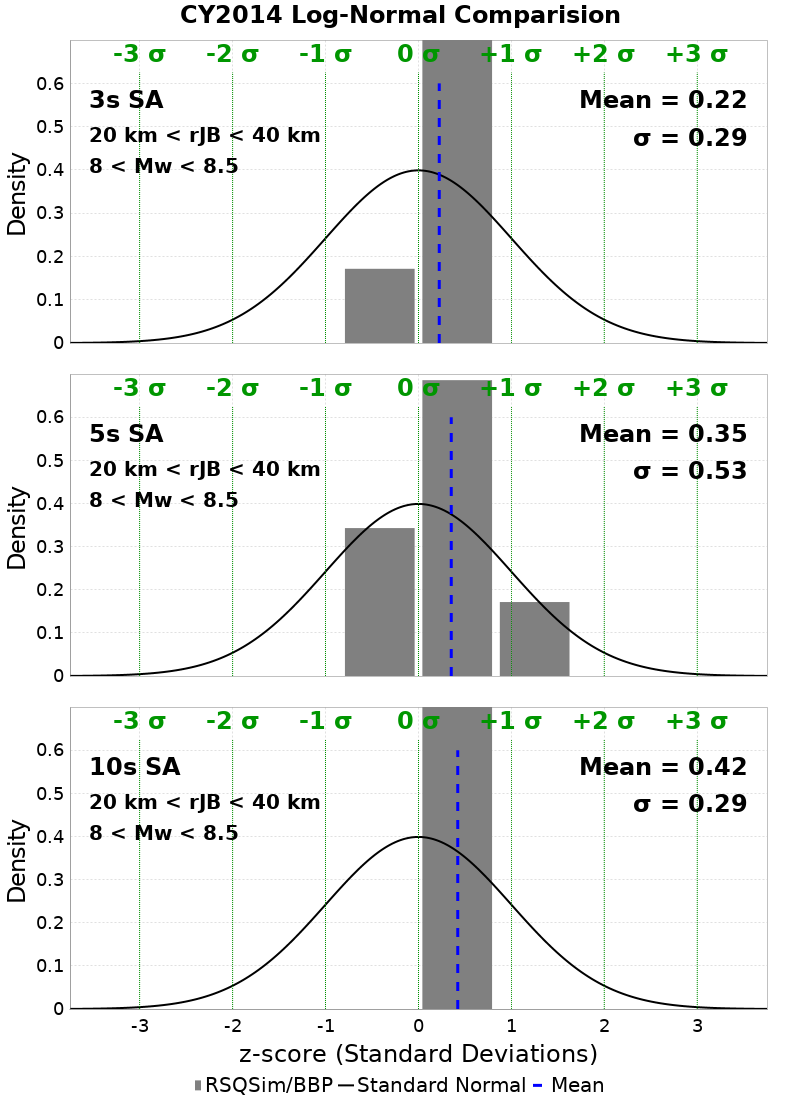 CY2014 Log-Normal Comparision
-3 σ -2 σ -1 σ 0 σ +1 σ +2 σ +3 σ
3s SA
20 km < rJB < 40 km
8 < Mw < 8.5
Mean = 0.22
σ = 0.29
0.6
0.5
0.4
0.3
0.2
0.1
0
Density
-3 σ -2 σ -1 σ 0 σ +1 σ +2 σ +3 σ
5s SA
20 km < rJB < 40 km
8 < Mw < 8.5
Mean = 0.35
σ = 0.53
0.6
0.5
0.4
0.3
0.2
0.1
0
Density
-3 σ -2 σ -1 σ 0 σ +1 σ +2 σ +3 σ
10s SA
20 km < rJB < 40 km
8 < Mw < 8.5
Mean = 0.42
σ = 0.29
0.6
0.5
0.4
0.3
0.2
0.1
0
Density
-3 -2 -1 0 1 2 3
z-score (Standard Deviations)
RSQSim/BBP Standard Normal Mean